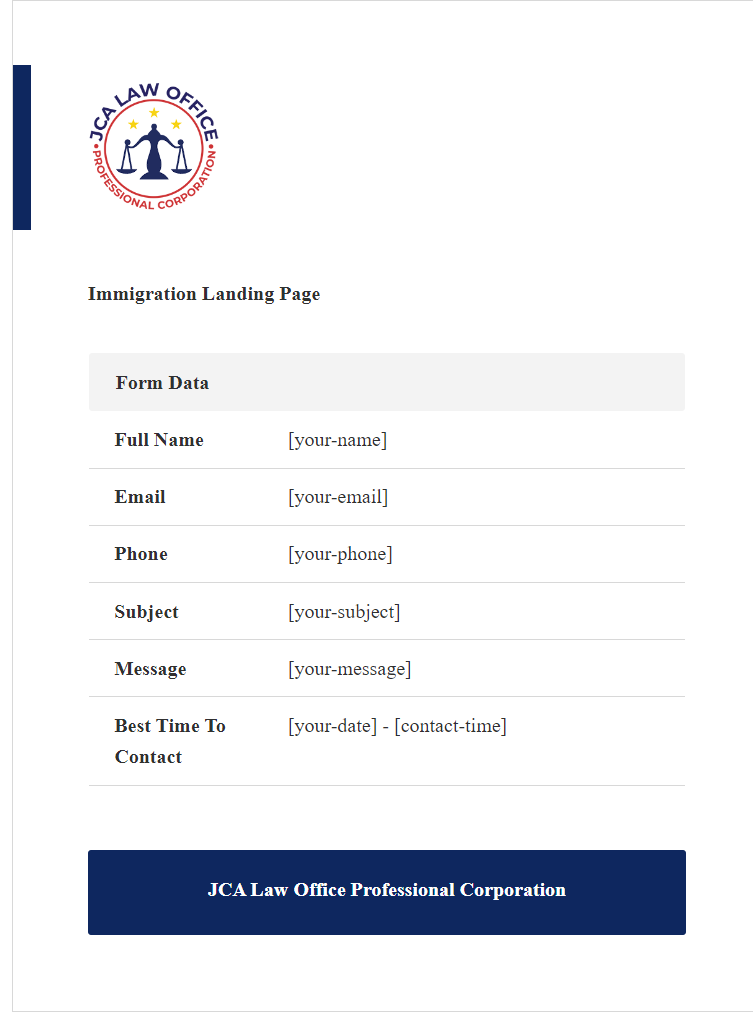 JCA LAW OFFICE
PROFESSIONAL CORPORATION
Immigration Landing Page
Form Data
Full Name [your-name]
Email [your-email]
Phone [your-phone]
Subject [your-subject]
Message [your-message]
Best Time To [your-date] - [contact-time]
Contact
JCA Law Office Professional Corporation